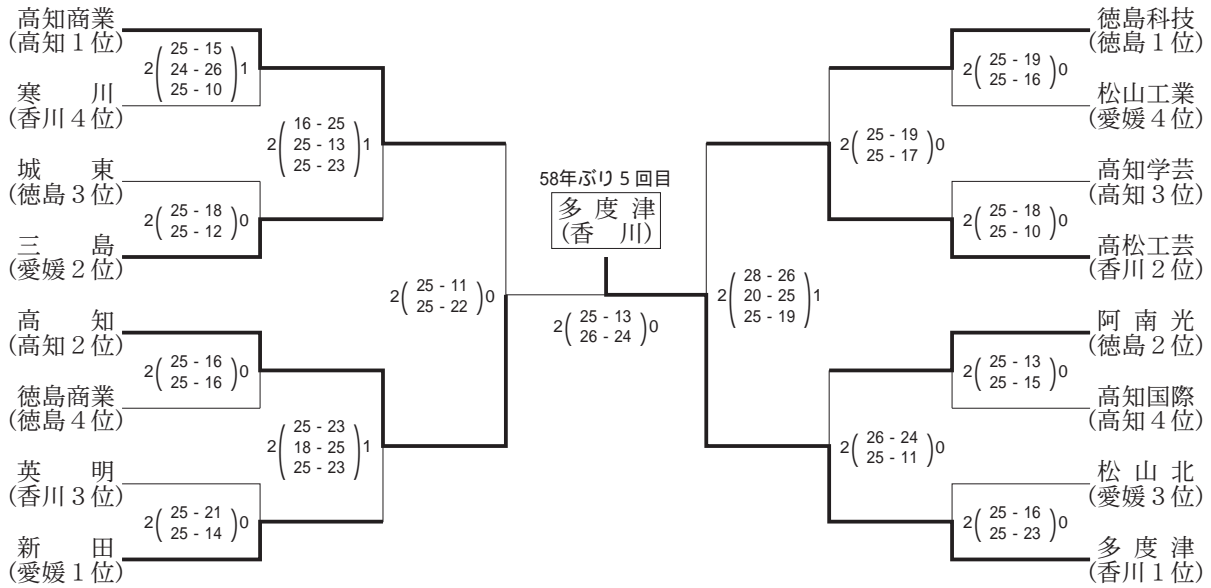 高知商業
(高知１位)
寒川
(香川４位)
城東
(徳島３位)
三島
(愛媛２位)
高知
(高知２位)
徳島商業
(徳島４位)
英明
(香川３位)
新田
(愛媛１位)
2 ( 25 - 15
24 - 26
25 - 10 ) 1
2 ( 25 - 18
25 - 12 ) 0
2 ( 25 - 16
25 - 16 ) 0
2 ( 25 - 21
25 - 14 ) 0
2 ( 16 - 25
25 - 13
25 - 23 ) 1
2 ( 25 - 23
18 - 25
25 - 23 ) 1
2 ( 25 - 11
25 - 22 ) 0
58年ぶり５回目
多度津
(香川)
2 ( 25 - 13
26 - 24 ) 0
2 ( 28 - 26
20 - 25
25 - 19 ) 1
2 ( 25 - 19
25 - 17 ) 0
2 ( 26 - 24
25 - 11 ) 0
2 ( 25 - 19
25 - 16 ) 0
2 ( 25 - 18
25 - 10 ) 0
2 ( 25 - 13
25 - 15 ) 0
2 ( 25 - 16
25 - 23 ) 0
徳島科技
(徳島１位)
松山工業
(愛媛４位)
高知学芸
(高知３位)
高松工芸
(香川２位)
阿南光
(徳島２位)
高知国際
(高知４位)
松山北
(愛媛３位)
多度津
(香川１位)